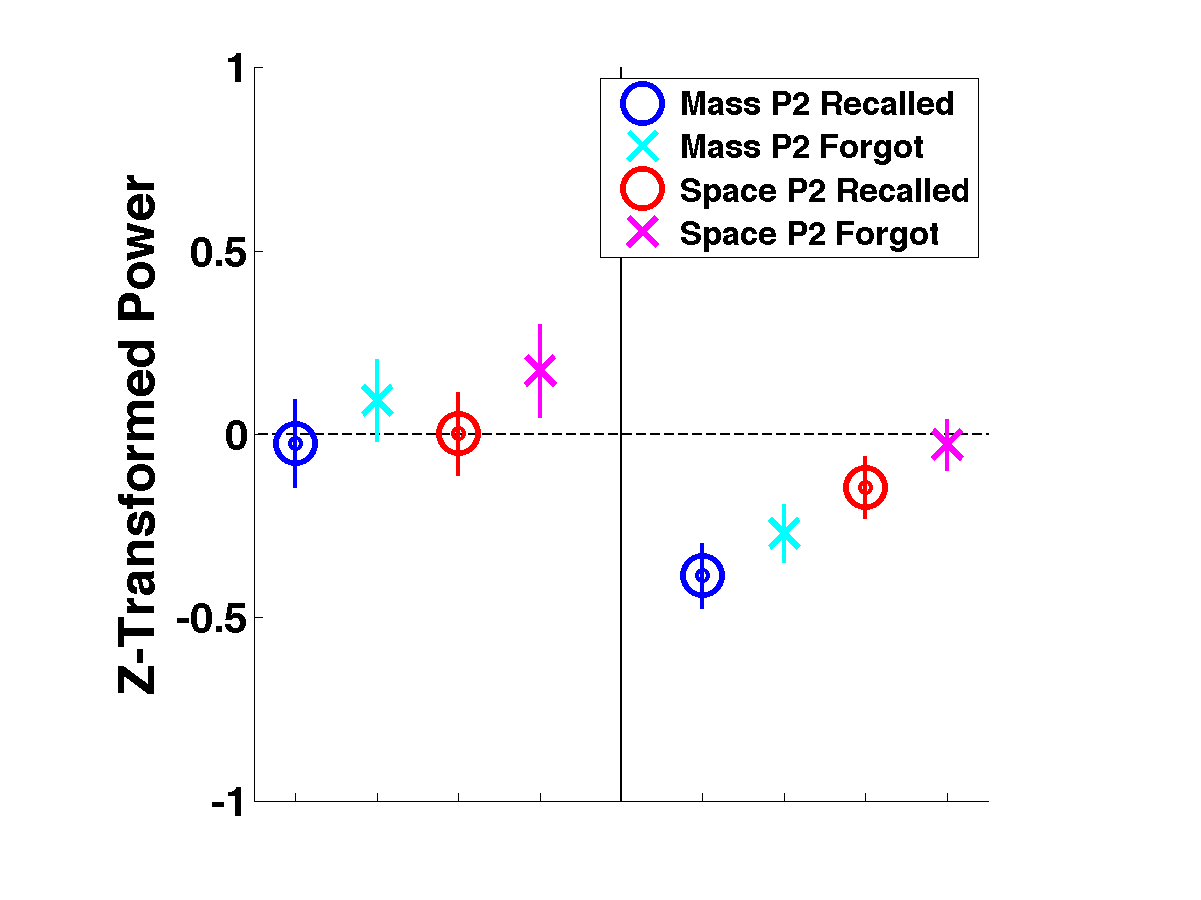 Z-Transformed Power
1
0.5
0
-0.5
-1
Mass P2 Recalled
Mass P2 Forgot
Space P2 Recalled
Space P2 Forgot